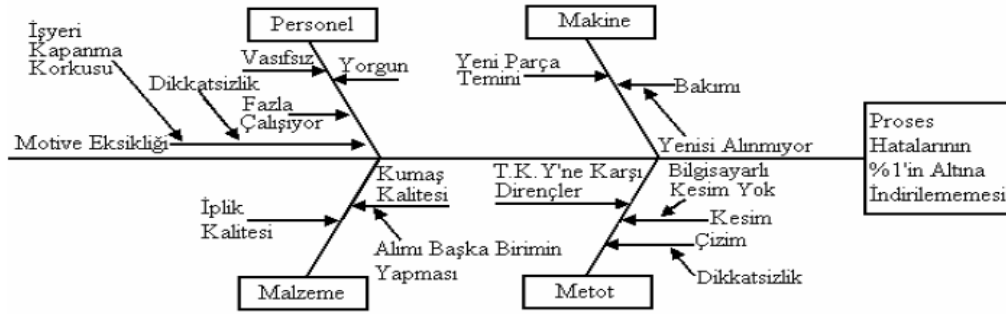 Personel
Makine
İşyeri
Kapanma
Korkusu
Vasıfsız
Yorgun
Dikkatsizlik
Fazla
Çalışıyor
Motive Eksikliği
Yeni Parça
Temini
Bakımı
Yenisi Alınmıyor
Proses
Hatalarının
%1'in Altına
İndirilememesi
Kumaş
Kalitesi
İplik
Kalitesi
Alımı Başka Birimin
Yapması
T.K.Y'ne Karşı
Dirençler
Bilgisayarlı
Kesim Yok
Kesim
Çizim
Dikkatsizlik
Malzeme
Metot